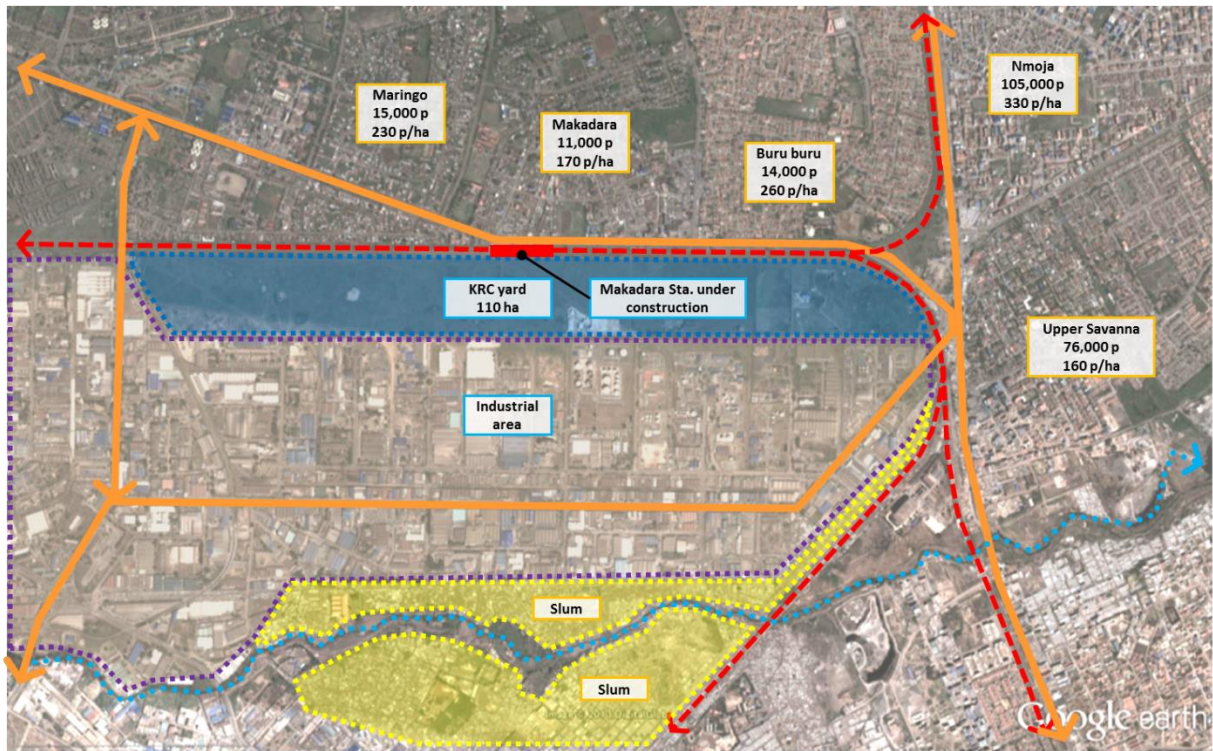 Maringo
15,000 p
230 p/ha
Makadara
11,000 p
170 p/ha
Buru buru
14,000 p
260 p/ha
Nmoja
105,000 p
330 p/ha
KRC yard
110 ha
Makadara Sta. under
construction
Upper Savanna
76,000 p
160 p/ha
Industrial
area
Slum
Slum
Google earth